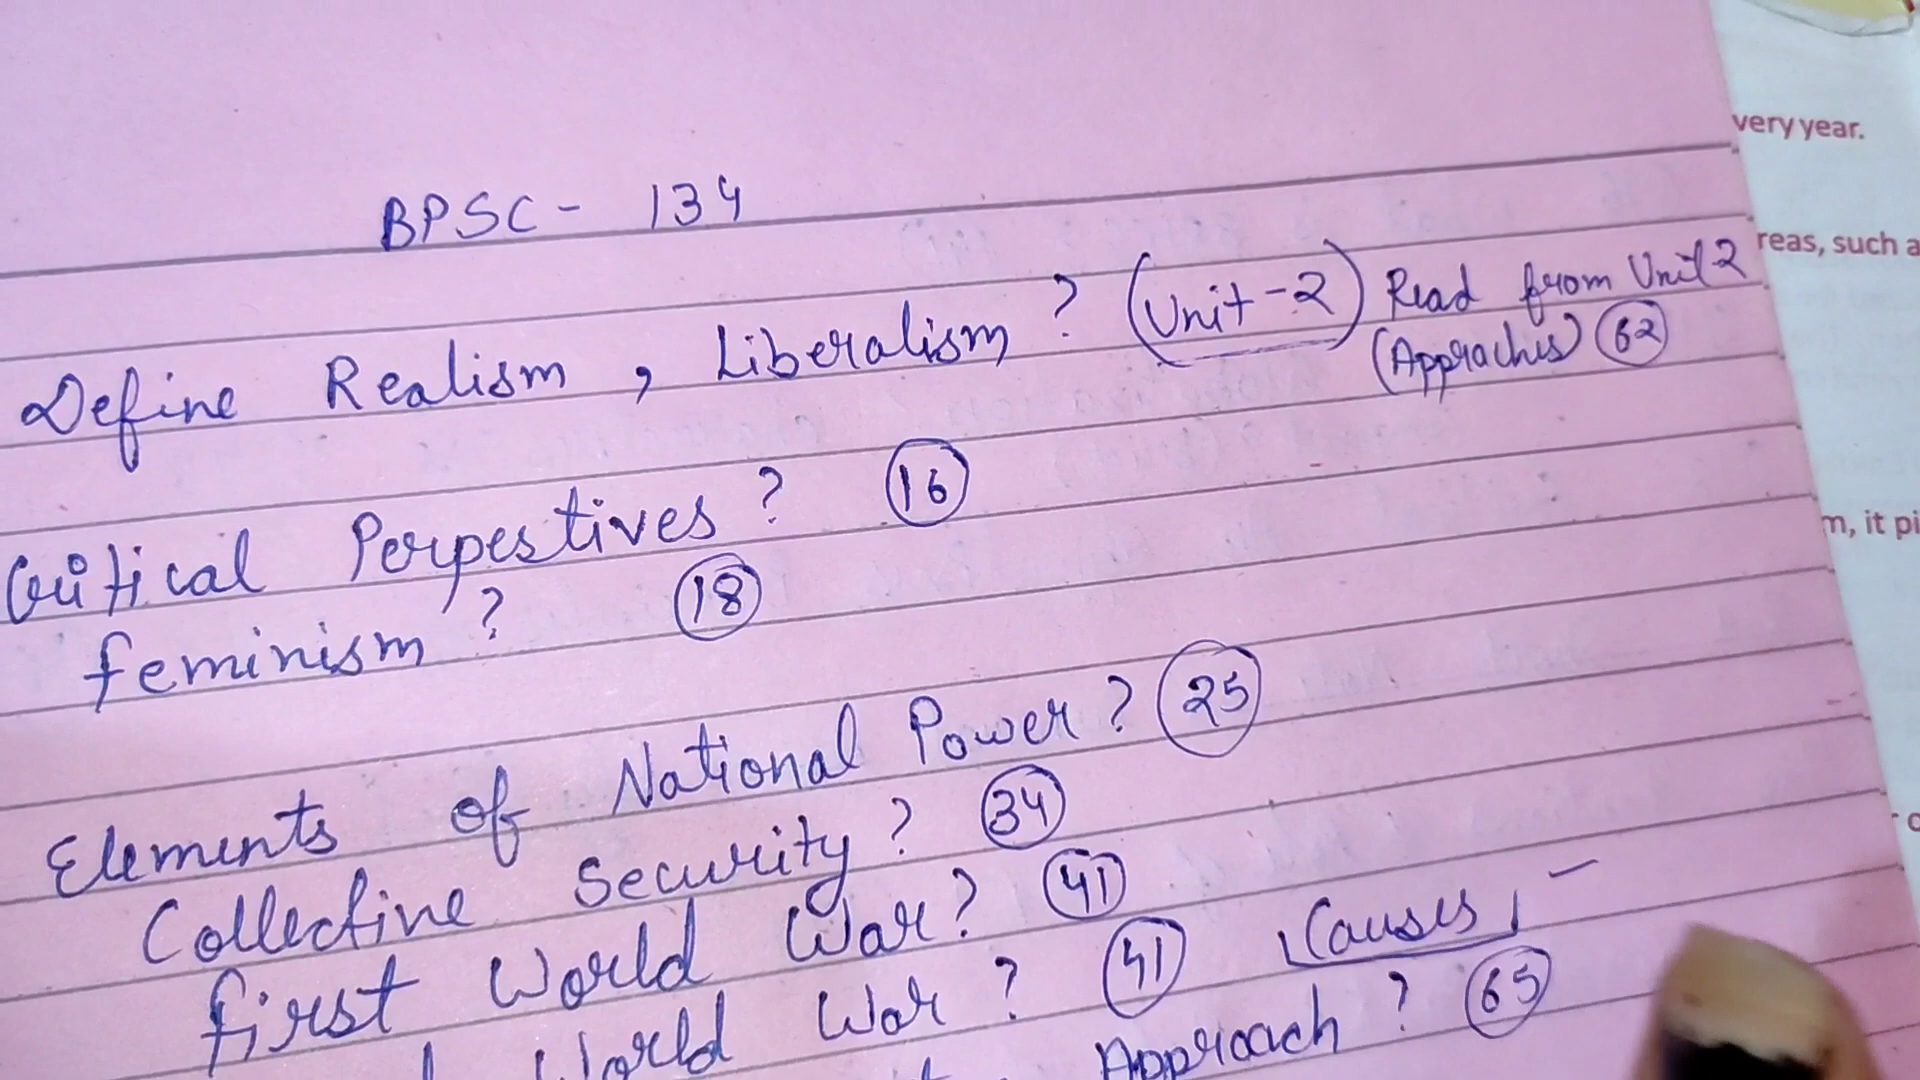 BPSC - 134
Define Realism, Liberalism ? (Unit-2) Read from Unit 2
(Appraches) 62
Critical Perpestives ? 16
feminism ? 18
Elements of National Power ? 25
Collective Security ? 34
first World War ? 41
World War ? 41 Causes, -
Approach ? 65
very year.
reas, such a
m, it pi